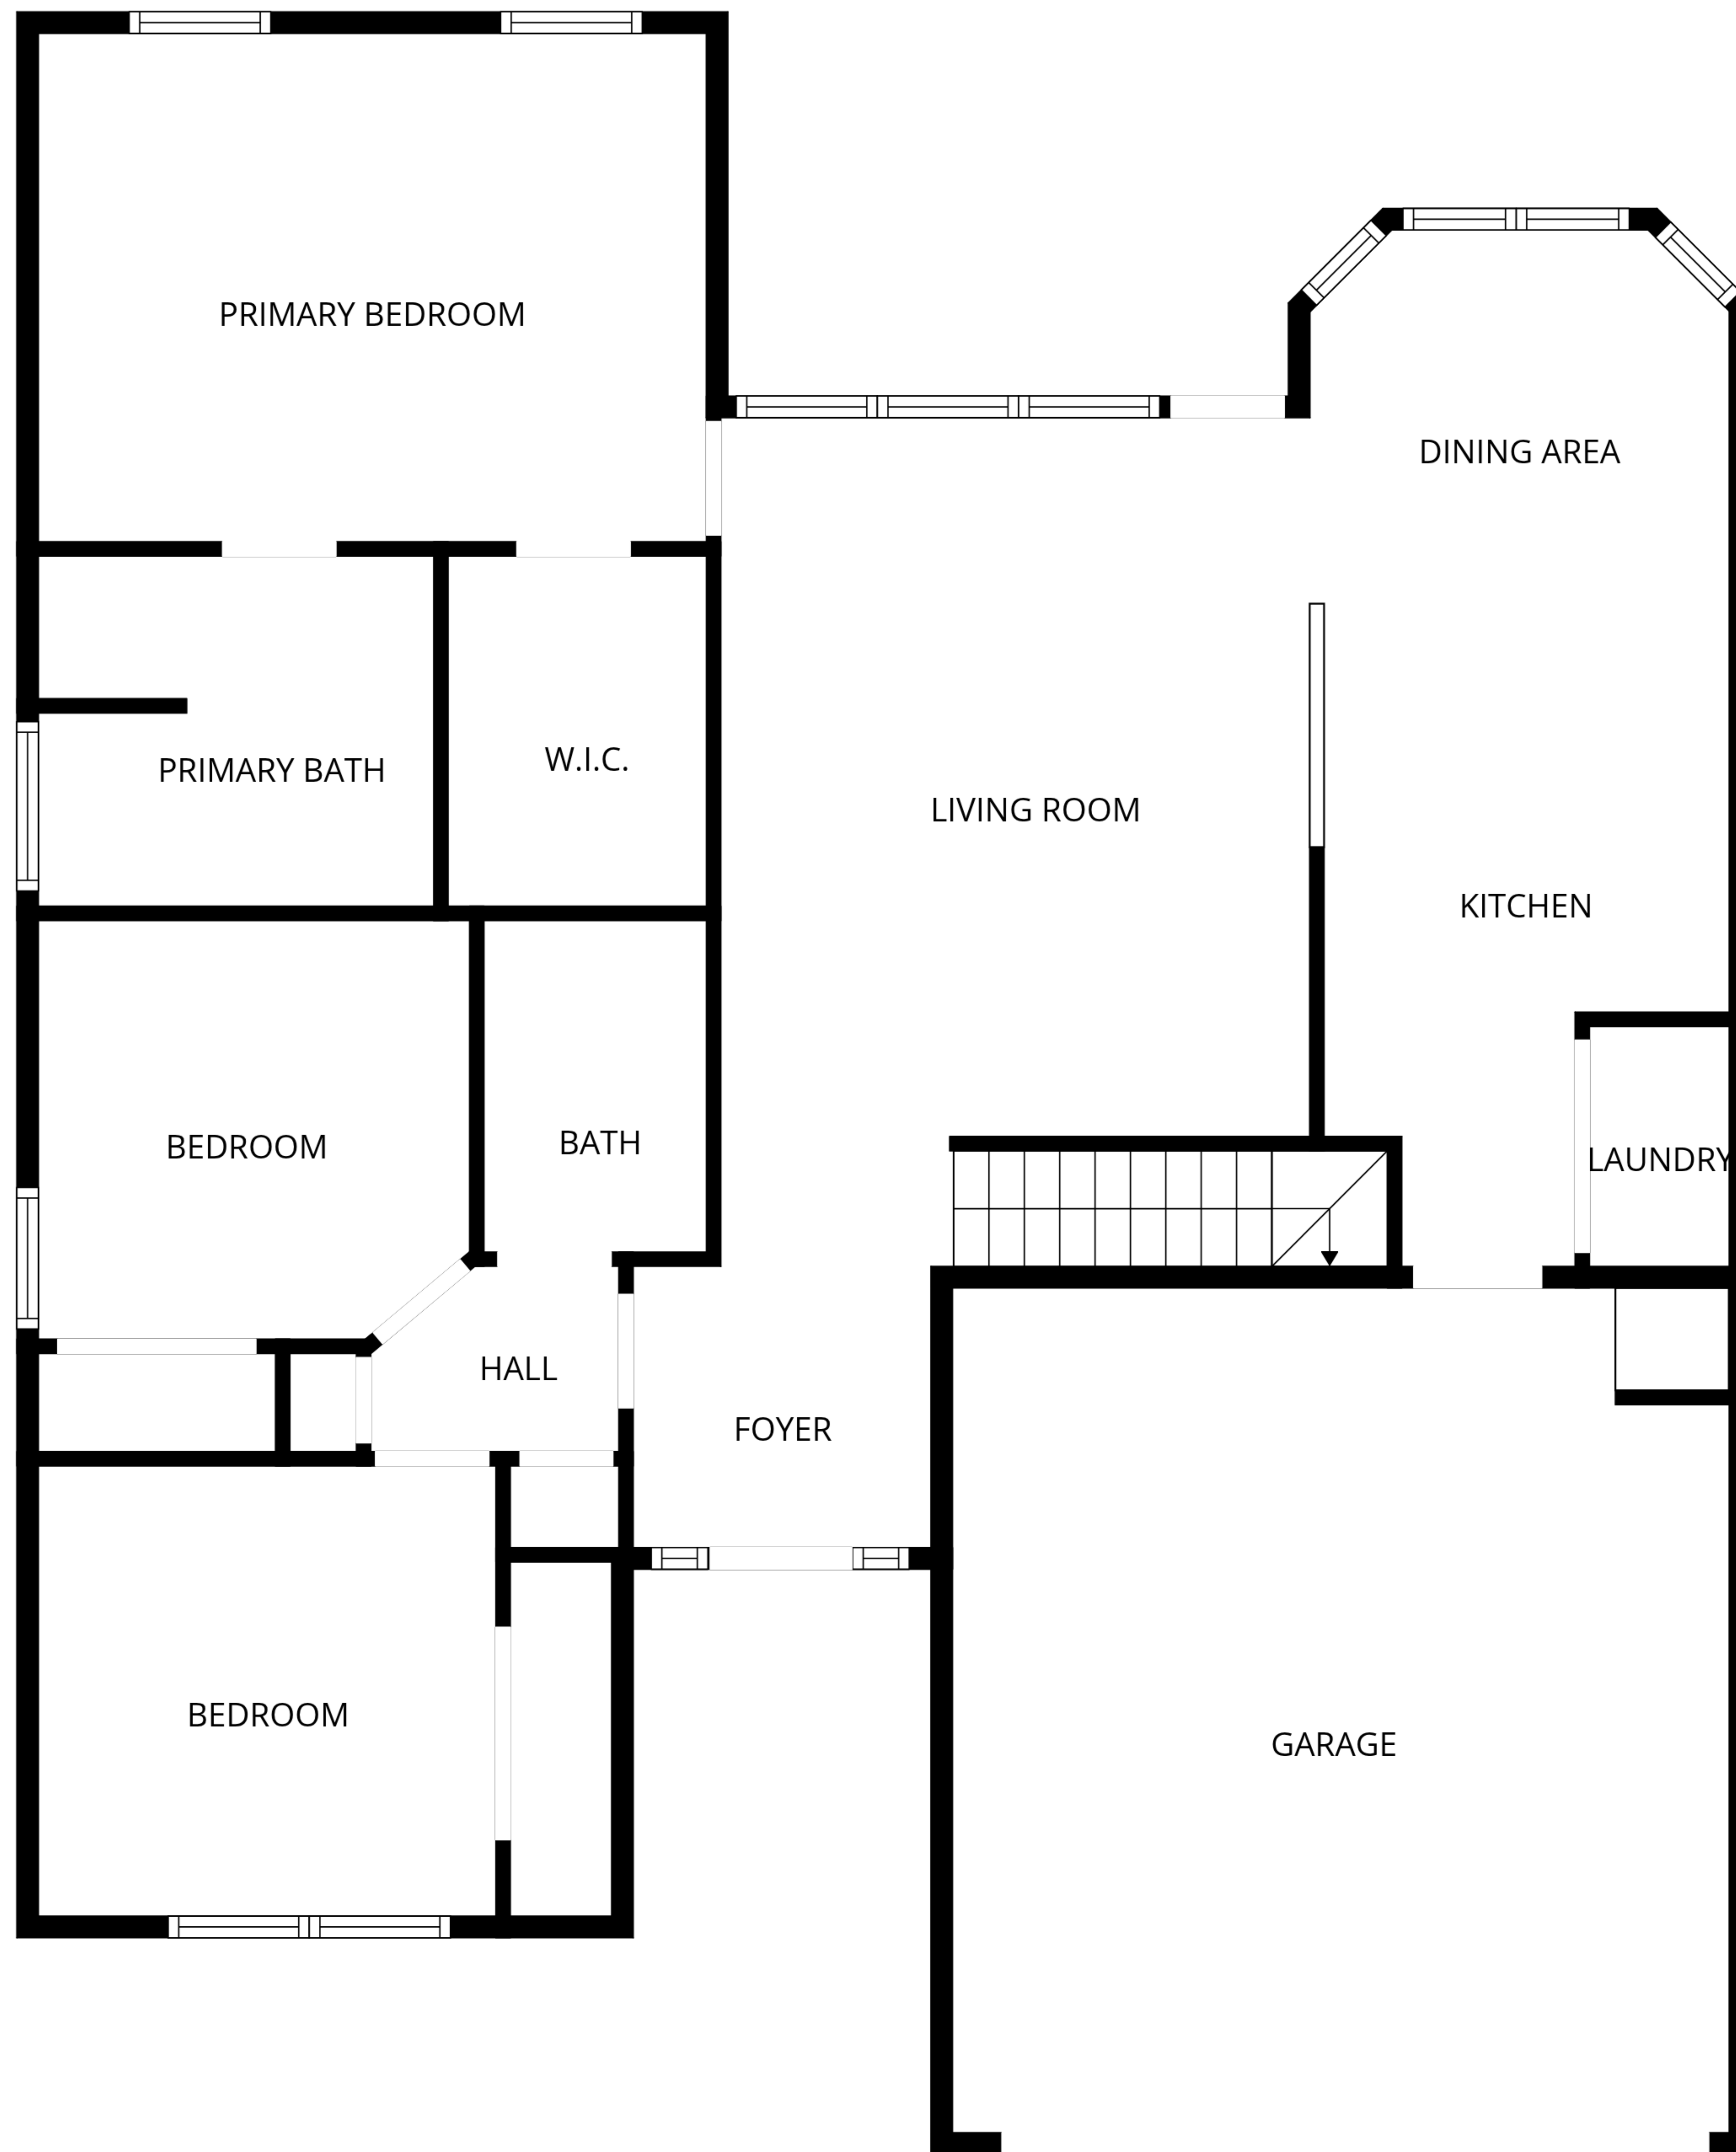 PRIMARY BEDROOM
DINING AREA
PRIMARY BATH
W.I.C.
LIVING ROOM
KITCHEN
BEDROOM
BATH
LAUNDRY
HALL
FOYER
BEDROOM
GARAGE